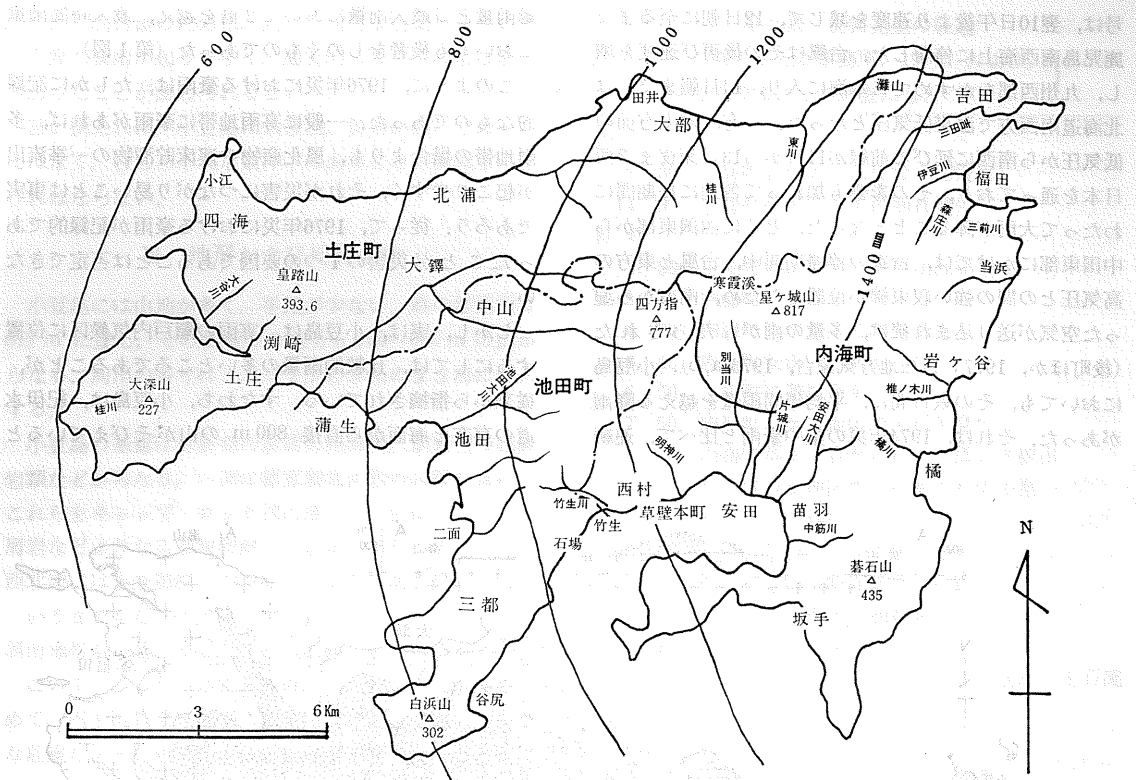 600
800
1000
1200
小江
四海
土庄町
大谷三
皇踏山
393.6
渕崎
土庄
大深山
227
桂川
蒲生
北浦
大鐸
中山
田井
大部
東川
桂川
灘山
吉田
福田
伊豆川
森庄川
三前川
当浜
目島
4000
寒霞渓
星ヶ城山
817
四方指
777
池田町
内海町
別当川
岩ヶ谷
椎ノ木川
片城川
安田大川
橘川
橘
池田
明神川
西村
草壁本町
安田
苗羽
中筋川
竹生川
竹生
石場
二面
三都
碁石山
435
坂手
白浜山
302
谷尻
N
0
3
6Km